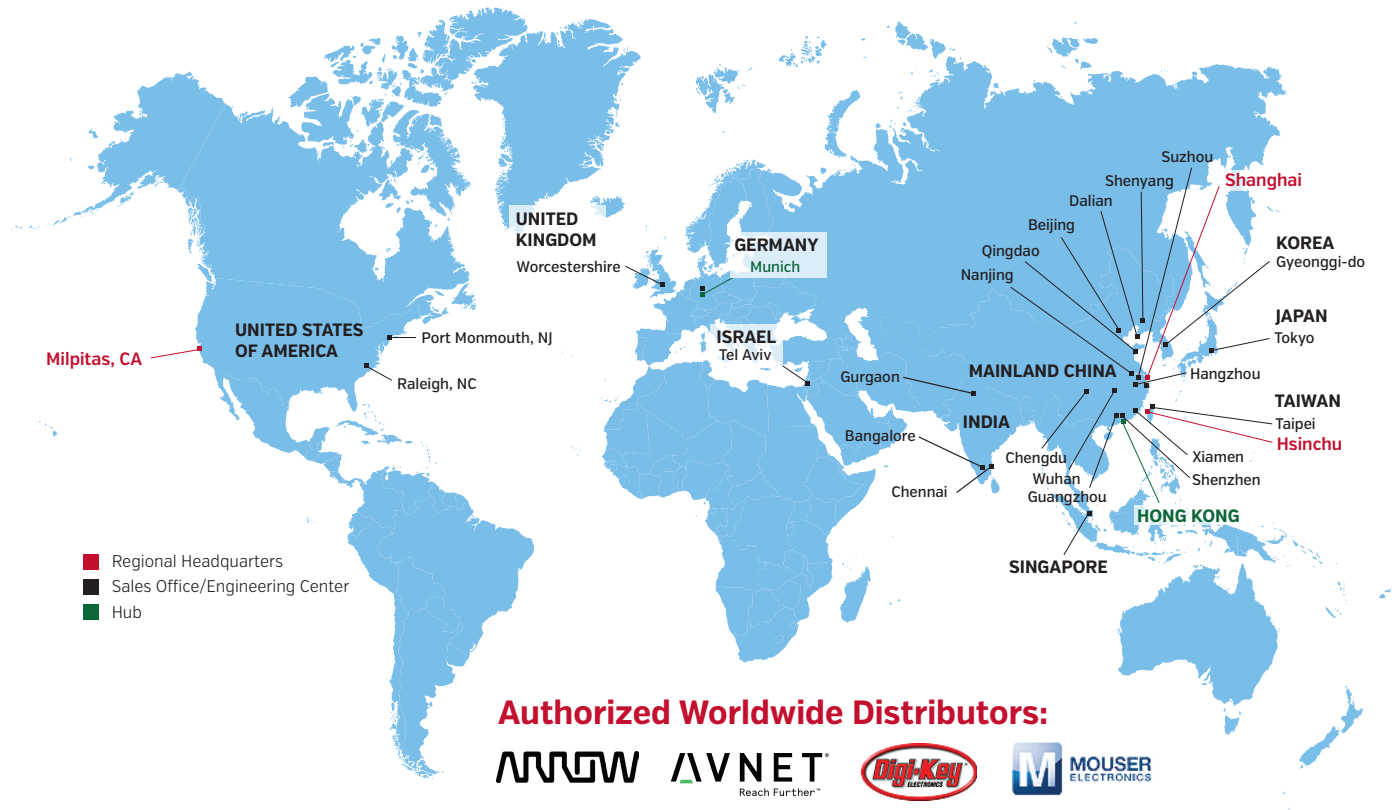 Suzhou
Shenyang
Shanghai
Dalian
Beijing
Qingdao
Nanjing
UNITED
KINGDOM
Worcestershire
GERMANY
Munich
KOREA
Gyeonggi-do
JAPAN
Tokyo
UNITED STATES
OF AMERICA
Port Monmouth, NJ
Milpitas, CA
Raleigh, NC
ISRAEL
Tel Aviv
Gurgaon
MAINLAND CHINA
Hangzhou
INDIA
Bangalore
Chennai
TAIWAN
Taipei
Hsinchu
Chengdu
Wuhan
Guangzhou
Xiamen
Shenzhen
HONG KONG
SINGAPORE
Regional Headquarters
Sales Office/Engineering Center
Hub
Authorized Worldwide Distributors:
ARROW
AVNET®
Reach Further™
Digi-Key®
ELECTRONICS
M MOUSER
ELECTRONICS